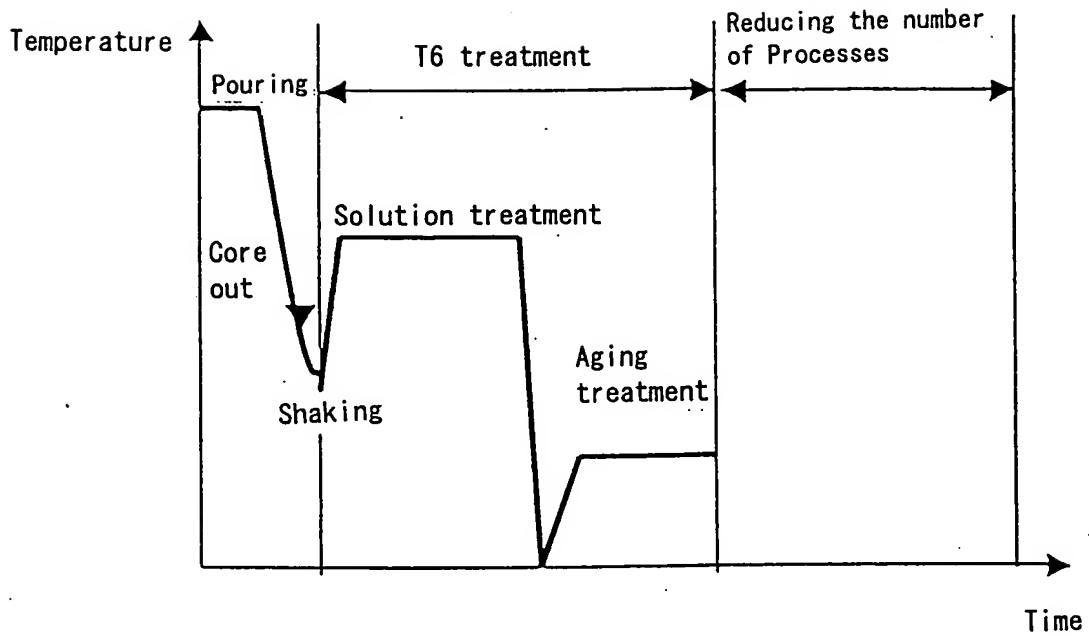 Temperature
Pouring
T6 treatment
Reducing the number
of Processes
Solution treatment
Core
out
Aging
treatment
Shaking
Time